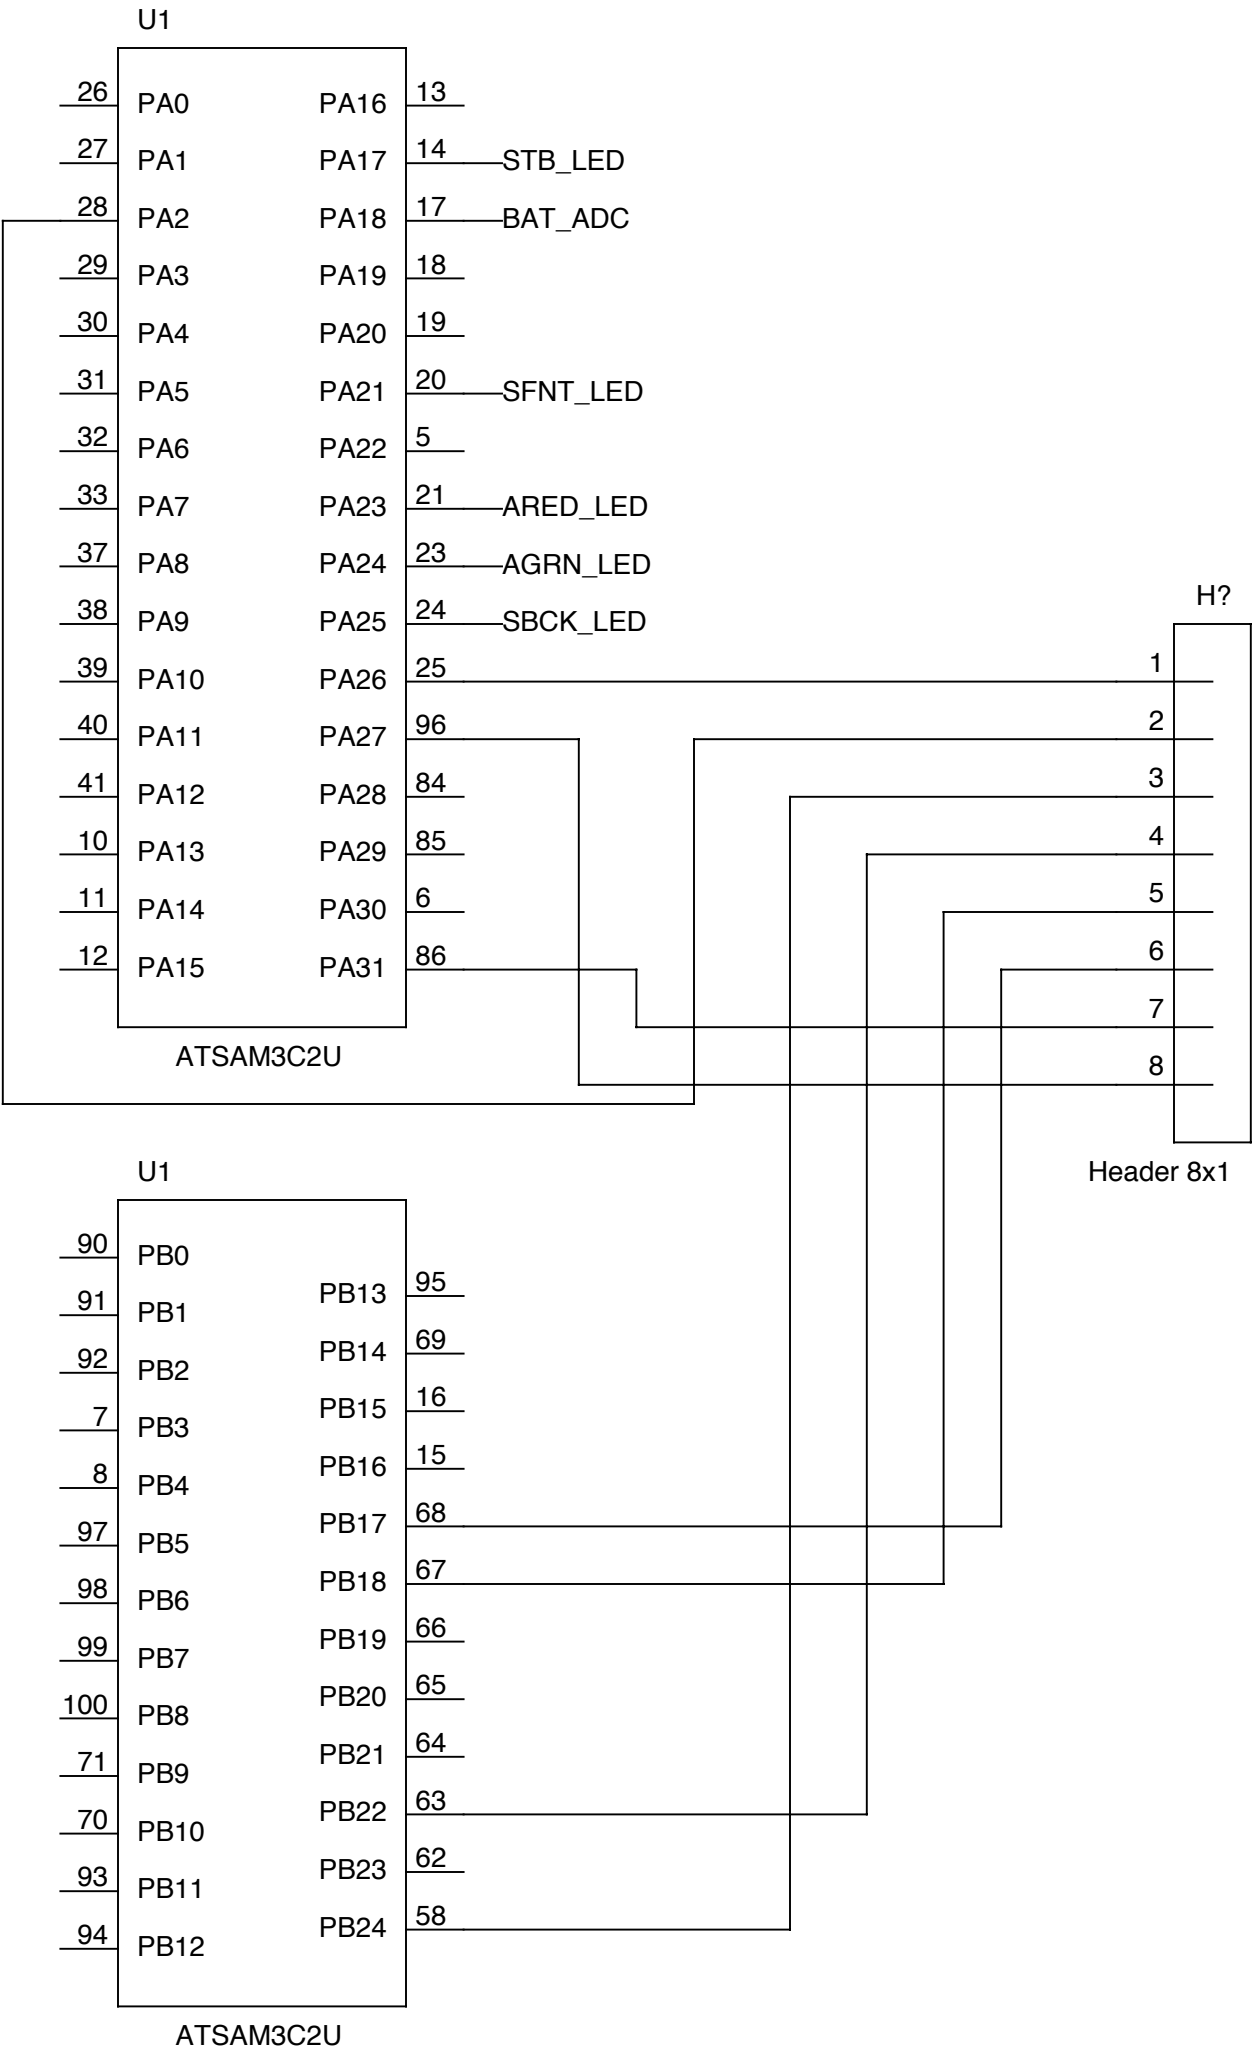 U1
26 PA0 PA16 13
27 PA1 PA17 14 STB_LED
28 PA2 PA18 17 BAT_ADC
29 PA3 PA19 18
30 PA4 PA20 19
31 PA5 PA21 20 SFNT_LED
32 PA6 PA22 5
33 PA7 PA23 21 ARED_LED
37 PA8 PA24 23 AGRN_LED
38 PA9 PA25 24 SBCK_LED
39 PA10 PA26 25
40 PA11 PA27 96
41 PA12 PA28 84
10 PA13 PA29 85
11 PA14 PA30 6
12 PA15 PA31 86
ATSAM3C2U
H?
1
2
3
4
5
6
7
8
Header 8x1
U1
90 PB0
PB13 95
91 PB1
PB14 69
92 PB2
PB15 16
7 PB3
PB16 15
8 PB4
PB17 68
97 PB5
PB18 67
98 PB6
PB19 66
99 PB7
PB20 65
100 PB8
PB21 64
71 PB9
PB22 63
70 PB10
PB23 62
93 PB11
PB24 58
94 PB12
ATSAM3C2U